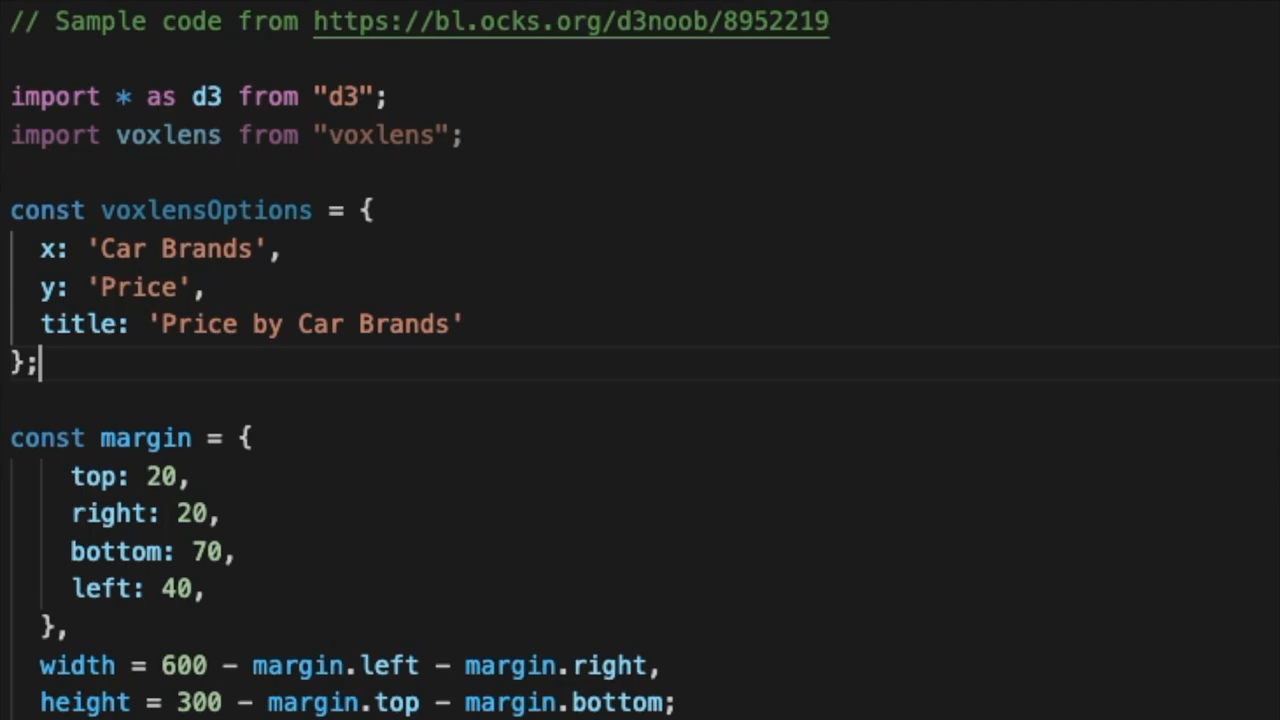 // Sample code from https://bl.ocks.org/d3noob/8952219
import * as d3 from "d3";
import voxlens from "voxlens";
const voxlensOptions = {
x: 'Car Brands',
y: 'Price',
title: 'Price by Car Brands'
};
const margin = {
top: 20,
right: 20,
bottom: 70,
left: 40,
},
width = 600 - margin.left - margin.right,
height = 300 - margin.top - margin.bottom;